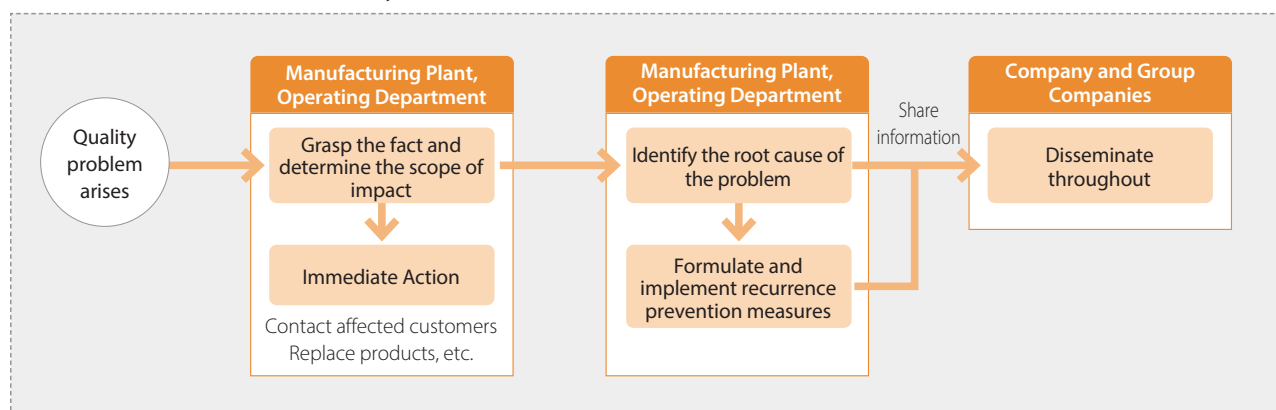 Quality
problem
arises
Manufacturing Plant,
Operating Department
Grasp the fact and
determine the scope of
impact
Immediate Action
Contact affected customers
Replace products, etc.
Manufacturing Plant,
Operating Department
Identify the root cause of
the problem
Formulate and
implement recurrence
prevention measures
Share
information
Company and Group
Companies
Disseminate
throughout